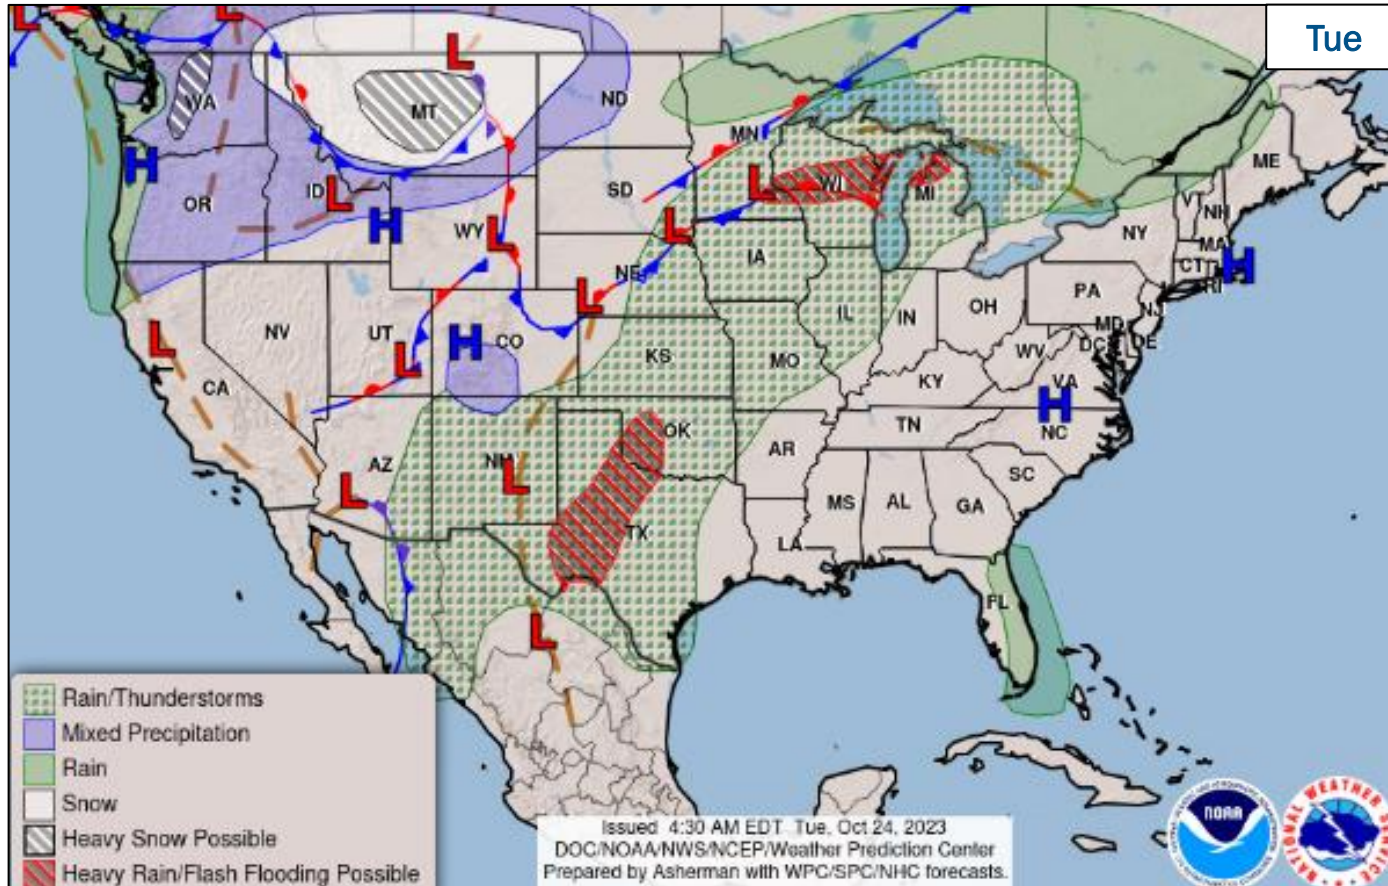 Tue
L
L
L
WA
MT
ND
MN
H
OR
ID
L
H
SD
L
WI
MI
ME
VT
NH
WY
L
L
NY
MA
H
NE
IA
CT
RI
L
PA
NJ
NV
UT
L
H
CO
IL
IN
OH
MD
DE
DC
WV
L
CA
KS
MO
KY
VA
H
AZ
NM
L
OK
AR
TN
NC
L
TX
MS
AL
GA
SC
LA
FL
L
Rain/Thunderstorms
Mixed Precipitation
Rain
Snow
Heavy Snow Possible
Heavy Rain/Flash Flooding Possible
Issued 4:30 AM EDT Tue, Oct 24, 2023
DOC/NOAA/NWS/NCEP/Weather Prediction Center
Prepared by Asherman with WPC/SPC/NHC forecasts.
NOAA
NATIONAL WEATHER SERVICE